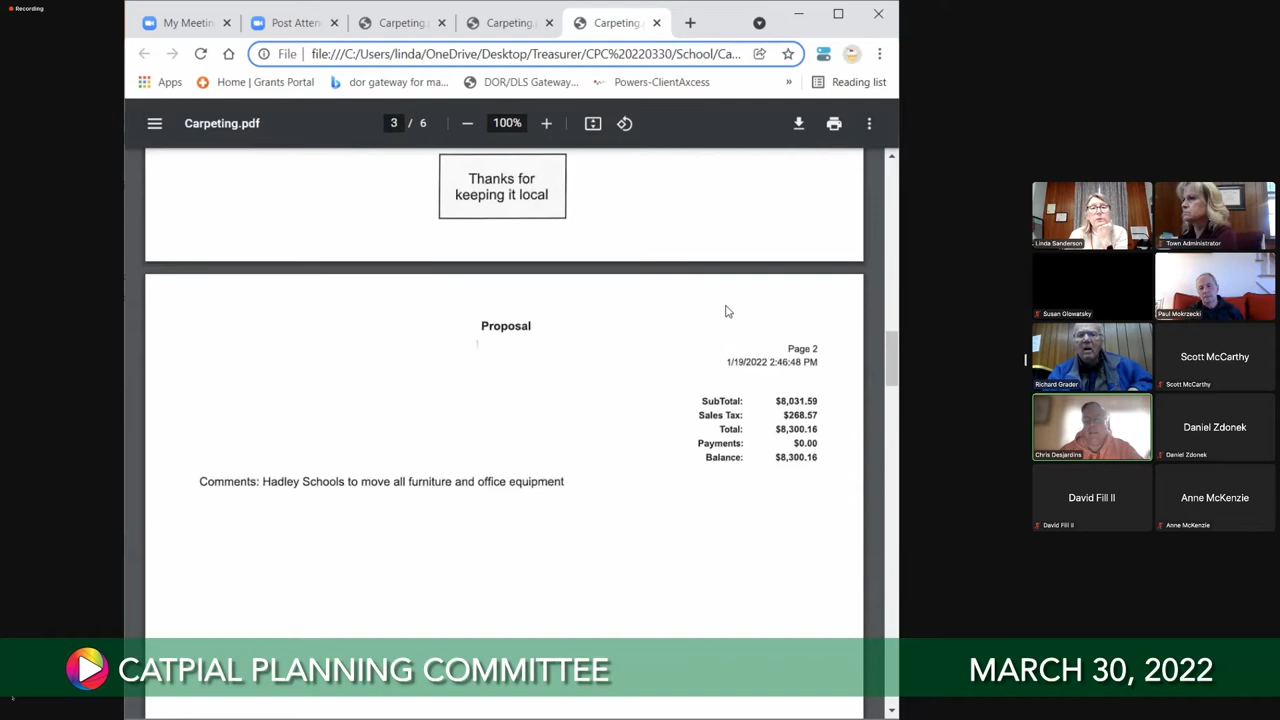 Recording
My Meeti
Post Atten
Carpeting.
Carpeting.
Carpeting.
File
file:///C:/Users/linda/OneDrive/Desktop/Treasurer/CPC%20220330/School/Ca...
Apps
Home | Grants Portal
dor gateway for ma...
DOR/DLS Gateway...
Powers-ClientAxcess
»
Reading list
Carpeting.pdf
3 / 6
100%
Thanks for
keeping it local
Proposal
Page 2
1/19/2022 2:46:48 PM
SubTotal: $8,031.59
Sales Tax: $268.57
Total: $8,300.16
Payments: $0.00
Balance: $8,300.16
Comments: Hadley Schools to move all furniture and office equipment
Linda Sanderson
Town Administrator
Susan Glowatsky
Paul Mokrzecki
Richard Grader
Scott McCarthy
Scott McCarthy
Chris Desjardins
Daniel Zdonek
Daniel Zdonek
David Fill II
David Fill II
Anne McKenzie
Anne McKenzie
CATPIAL PLANNING COMMITTEE
MARCH 30, 2022